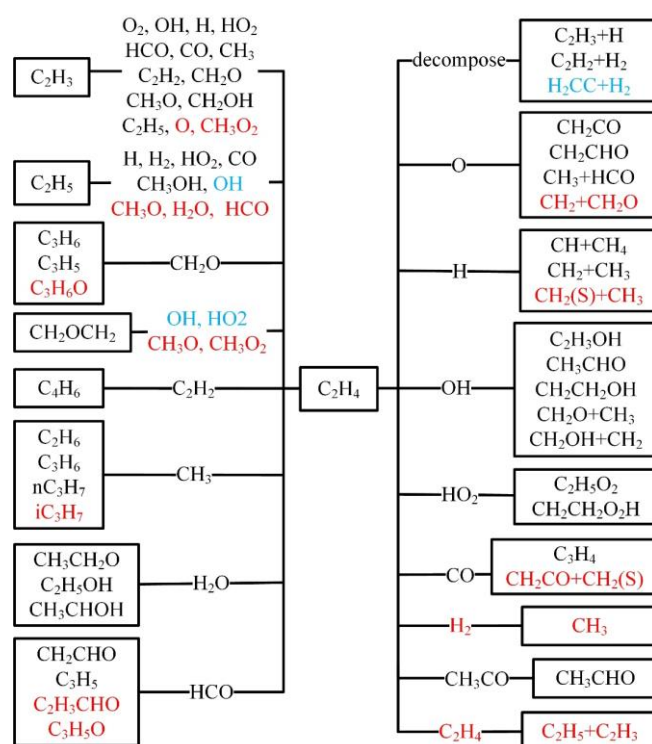 O₂, OH, H, HO₂
HCO, CO, CH₃
C₂H₃
C₂H₂, CH₂O
CH₃O, CH₂OH
C₂H₅, O, CH₃O₂
H, H₂, HO₂, CO
C₂H₅
CH₃OH, OH
CH₃O, H₂O, HCO
C₃H₆
C₃H₅
C₃H₆O
CH₂O
CH₂OCH₂
OH, HO2
CH₃O, CH₃O₂
C₄H₆
C₂H₂
C₂H₆
C₃H₆
nC₃H₇
iC₃H₇
CH₃
CH₃CH₂O
C₂H₅OH
CH₃CHOH
H₂O
CH₂CHO
C₃H₅
C₂H₃CHO
C₃H₅O
HCO
C₂H₄
decompose
C₂H₃+H
C₂H₂+H₂
H₂CC+H₂
O
CH₂CO
CH₂CHO
CH₃+HCO
CH₂+CH₂O
H
CH+CH₄
CH₂+CH₃
CH₂(S)+CH₃
OH
C₂H₃OH
CH₃CHO
CH₂CH₂OH
CH₂O+CH₃
CH₂OH+CH₂
HO₂
C₂H₅O₂
CH₂CH₂O₂H
CO
C₃H₄
CH₂CO+CH₂(S)
H₂
CH₃
CH₃CO
CH₃CHO
C₂H₄
C₂H₅+C₂H₃